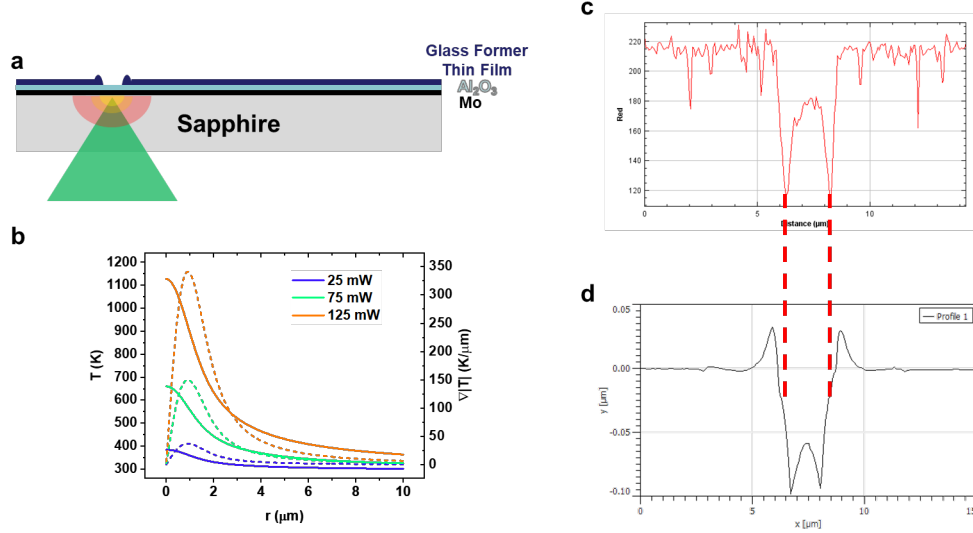 a
Glass Former
Thin Film
Al₂O₃
Mo
Sapphire
b
1200
1100
1000
900
800
700
600
500
400
300
T (K)
350
300
250
200
150
100
50
0
∇|T| (K/μm)
25 mW
75 mW
125 mW
0 2 4 6 8 10
r (μm)
c
220
200
180
160
140
120
Red
0 5 10
Distance (μm)
d
0.05
0.00
-0.05
-0.10
y [μm]
Profile 1
0 5 10 15
x [μm]